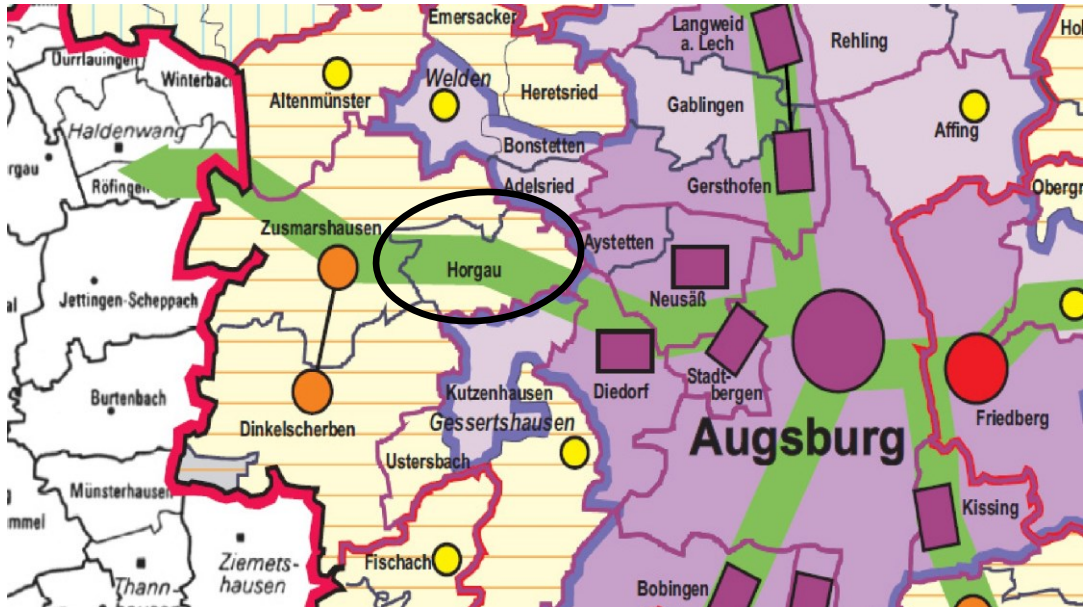 Emersacker
Langweid
a. Lech
Rehling
Durrlauingen
Winterbach
Welden
Altenmünster
Heretsried
Gablingen
Haldenwang
Affing
Bonstetten
rgau
Röfingen
Adelsried
Gersthofen
Obergr
Zusmarshausen
Aystetten
Horgau
Jettingen-Scheppach
Neusäß
Burtenbach
Kutzenhausen
Diedorf
Stadt-
bergen
Dinkelscherben
Gessertshausen
Friedberg
Augsburg
Ustersbach
Münsterhausen
Kissing
mmel
Ziemets-
hausen
Fischach
Thann
Bobingen